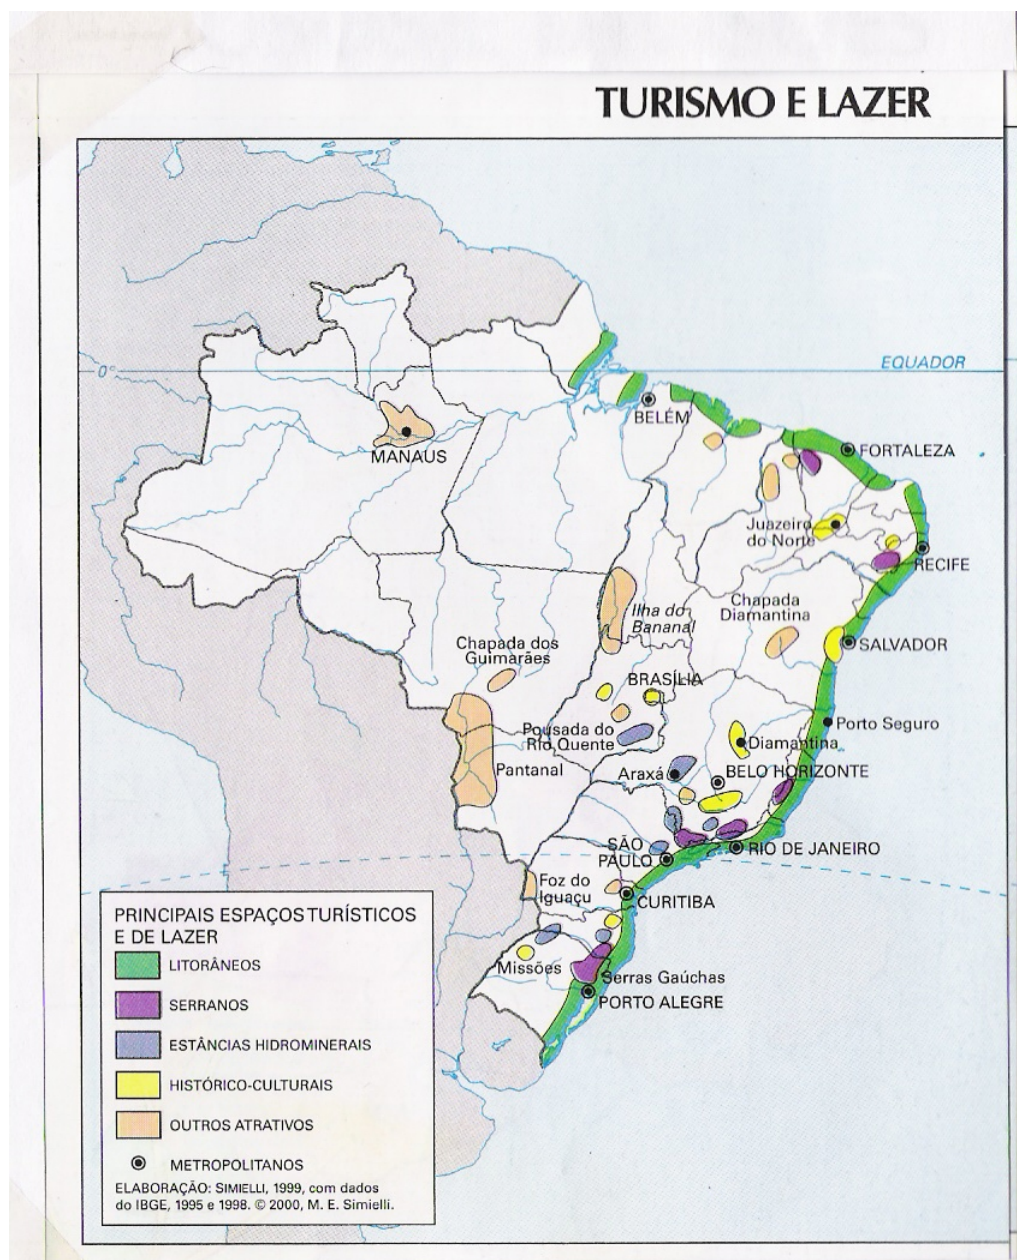 TURISMO E LAZER
EQUADOR
0°
BELÉM
MANAUS
FORTALEZA
Juazeiro
do Norte
RECIFE
Ilha do
Bananal
Chapada
Diamantina
Chapada dos
Guimarães
SALVADOR
BRASÍLIA
Pousada do
Rio Quente
Porto Seguro
Diamantina
Pantanal
Araxá
BELO HORIZONTE
SÃO
PAULO
RIO DE JANEIRO
Foz do
Iguaçu
CURITIBA
Missões
Serras Gaúchas
PORTO ALEGRE
PRINCIPAIS ESPAÇOS TURÍSTICOS
E DE LAZER
LITORÂNEOS
SERRANOS
ESTÂNCIAS HIDROMINERAIS
HISTÓRICO-CULTURAIS
OUTROS ATRATIVOS
METROPOLITANOS
ELABORAÇÃO: SIMIELLI, 1999, com dados
do IBGE, 1995 e 1998. © 2000, M. E. Simielli.